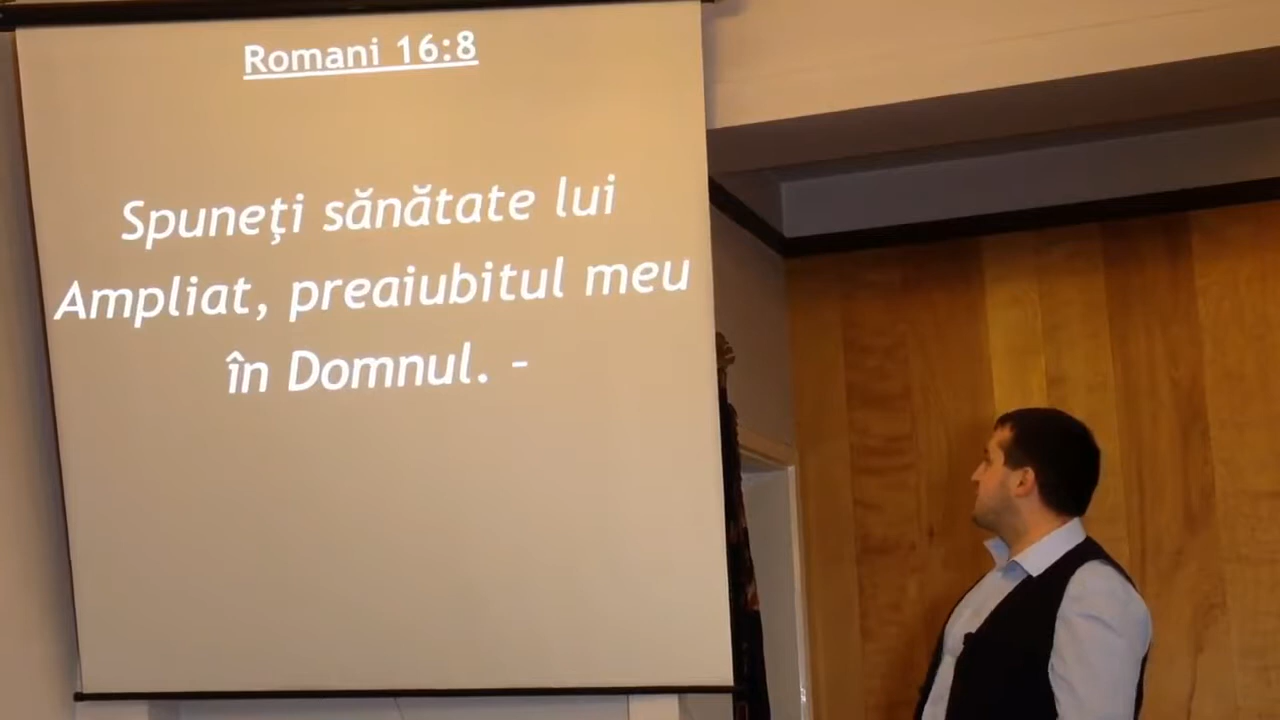 Romani 16:8
Spuneţi sănătate lui
Ampliat, preaiubitul meu
în Domnul. -